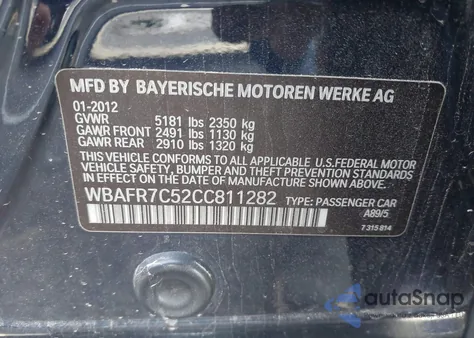 MFD BY BAYERISCHE MOTOREN WERKE AG
01-2012
GVWR 5181 lbs 2350 kg
GAWR FRONT 2491 lbs 1130 kg
GAWR REAR 2910 lbs 1320 kg
THIS VEHICLE CONFORMS TO ALL APPLICABLE U.S.FEDERAL MOTOR
VEHICLE SAFETY, BUMPER, AND THEFT PREVENTION STANDARDS
IN EFFECT ON THE DATE OF MANUFACTURE SHOWN ABOVE.
WBAFR7C52CC811282 TYPE: PASSENGER CAR
A89/5
7 315 814
autoSnap